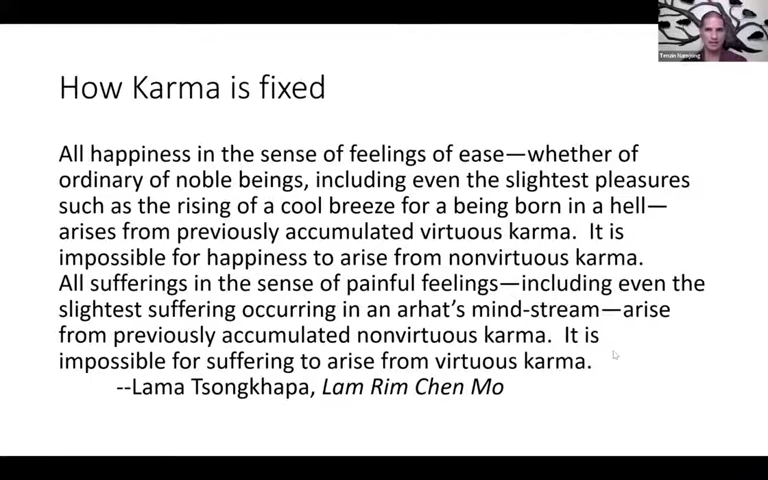 Tenzin Namjong
How Karma is fixed
All happiness in the sense of feelings of ease—whether of
ordinary of noble beings, including even the slightest pleasures
such as the rising of a cool breeze for a being born in a hell—
arises from previously accumulated virtuous karma.  It is
impossible for happiness to arise from nonvirtuous karma.
All sufferings in the sense of painful feelings—including even the
slightest suffering occurring in an arhat’s mind-stream—arise
from previously accumulated nonvirtuous karma.  It is
impossible for suffering to arise from virtuous karma.
--Lama Tsongkhapa, Lam Rim Chen Mo